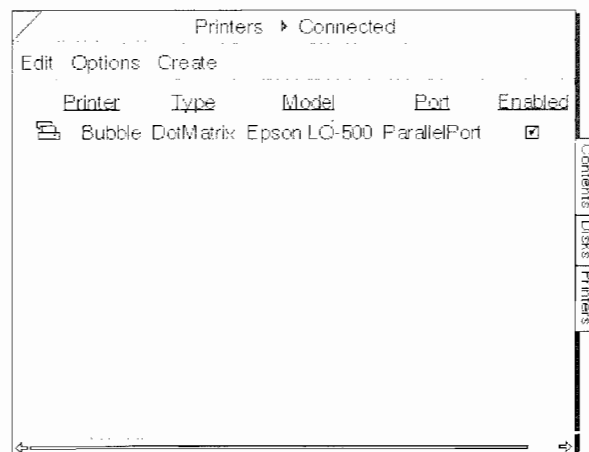 Printers ▸ Connected
Edit Options Create
Printer Type Model Port Enabled
Bubble DotMatrix Epson LQ-500 ParallelPort
Contents
Disks
Printers